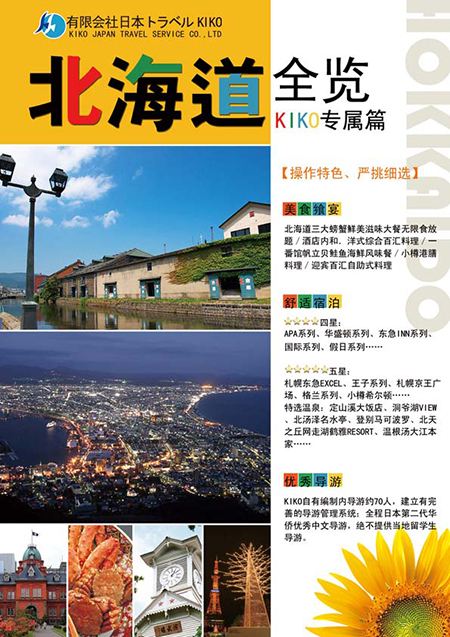 有限会社日本トラベル KIKO
KIKO JAPAN TRAVEL SERVICE CO.,LTD
北海道全览
KIKO专属篇
HOKKAIDO
【操作特色、严挑细选】
美食飨宴
北海道三大螃蟹鲜美滋味大餐无限食放
题/酒店内和.洋式综合百汇料理/一
番馆帆立贝鲑鱼海鲜风味餐/小樽港膳
料理/迎宾百汇自助式料理
舒适宿泊
☆☆☆☆四星:
APA系列、华盛顿系列、东急INN系列、
国际系列、假日系列……
☆☆☆☆☆五星:
札幌东急EXCEL、王子系列、札幌京王广
场、格兰系列、小樽希尔顿……
特选温泉:定山溪大饭店、洞爷湖VIEW
、北汤泽名水亭、登别马可波罗、北天
之丘网走湖鹤雅RESORT、温根汤大江本
家……
优秀导游
KIKO自有编制内导游约70人,建立有完
善的导游管理系统;全程日本第二代华
侨优秀中文导游,绝不提供当地留学生
导游。